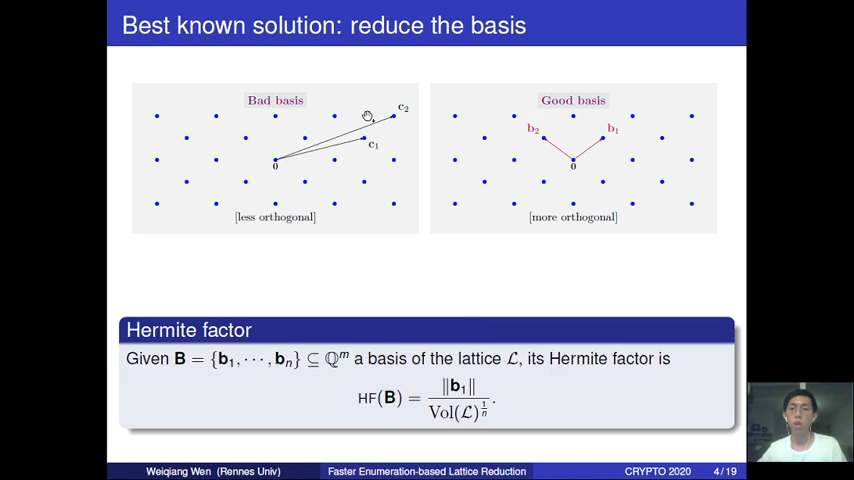 Best known solution: reduce the basis
Bad basis
c₂
c₁
0
[less orthogonal]
Good basis
b₂
b₁
0
[more orthogonal]
Hermite factor
Given B = {b₁, · · · , bₙ} ⊆ ℚᵐ a basis of the lattice ℒ, its Hermite factor is
HF(B) = ‖b₁‖ / Vol(ℒ)^{1/n}.
Weiqiang Wen (Rennes Univ) Faster Enumeration-based Lattice Reduction CRYPTO 2020 4 / 19